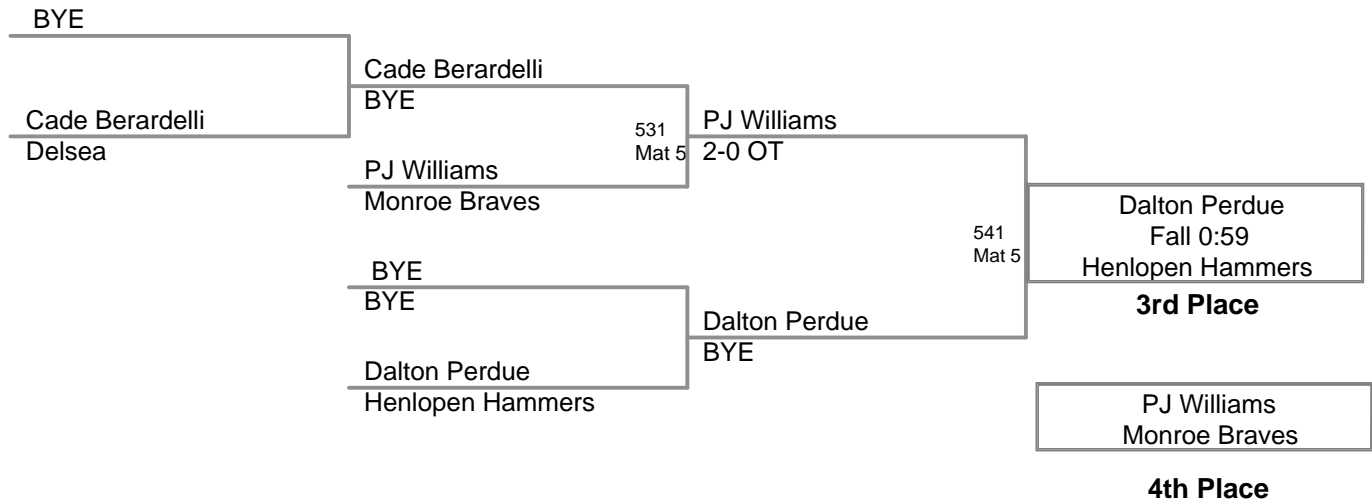 BYE
Cade Berardelli
Delsea
Cade Berardelli
BYE
PJ Williams
Monroe Braves
BYE
BYE
Dalton Perdue
Henlopen Hammers
531
Mat 5
PJ Williams
2-0 OT
Dalton Perdue
BYE
541
Mat 5
Dalton Perdue
Fall 0:59
Henlopen Hammers
3rd Place
PJ Williams
Monroe Braves
4th Place